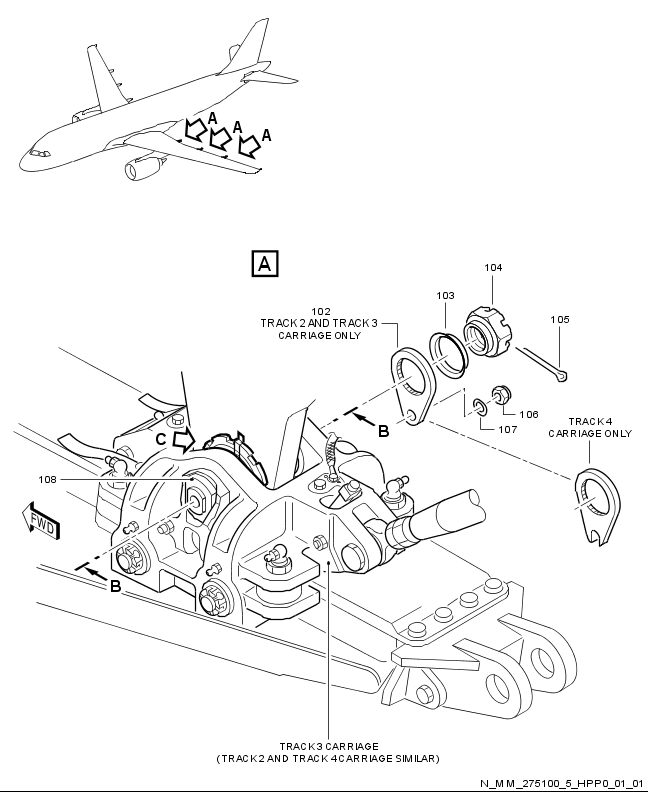 A
A
A
A
104
103
102
TRACK 2 AND TRACK 3
CARRIAGE ONLY
105
106
107
TRACK 4
CARRIAGE ONLY
B
C
108
FWD
B
TRACK 3 CARRIAGE
(TRACK 2 AND TRACK 4 CARRIAGE SIMILAR)
N_MM_275100_5_HPP0_01_01